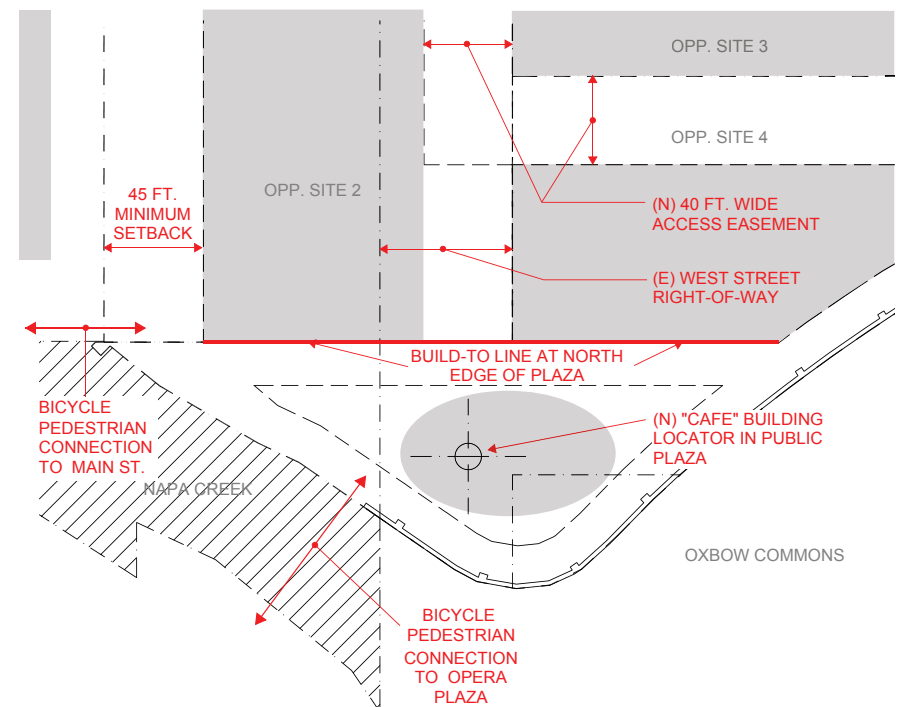 OPP. SITE 3
OPP. SITE 4
OPP. SITE 2
45 FT.
MINIMUM
SETBACK
(N) 40 FT. WIDE
ACCESS EASEMENT
(E) WEST STREET
RIGHT-OF-WAY
BUILD-TO LINE AT NORTH
EDGE OF PLAZA
BICYCLE
PEDESTRIAN
CONNECTION
TO MAIN ST.
(N) "CAFE" BUILDING
LOCATOR IN PUBLIC
PLAZA
NAPA CREEK
OXBOW COMMONS
BICYCLE
PEDESTRIAN
CONNECTION
TO OPERA
PLAZA